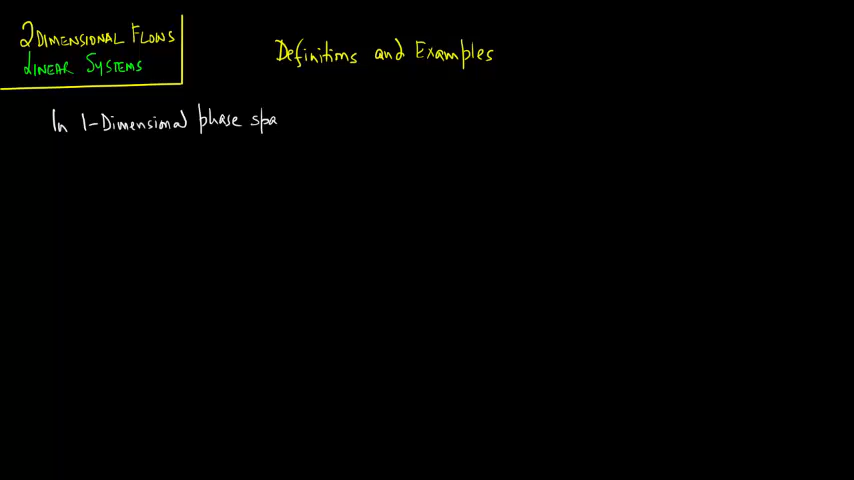 2 Dimensional Flows
Linear Systems
Definitions and Examples
In 1-Dimensional phase spa